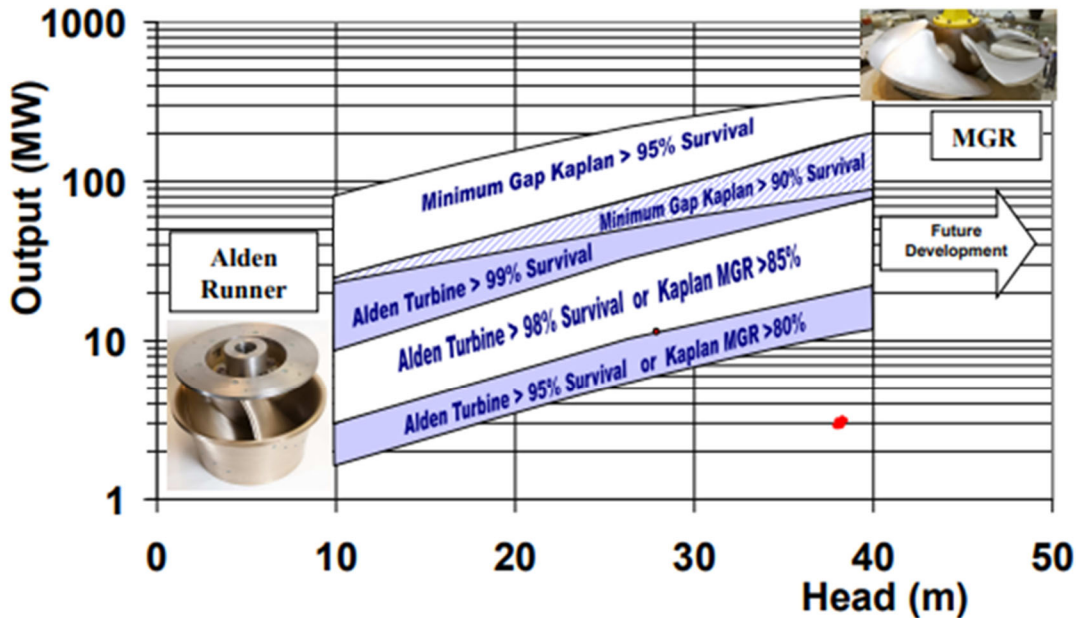 1000
100
10
1
Output (MW)
Minimum Gap Kaplan > 95% Survival
MGR
Minimum Gap Kaplan > 90% Survival
Future
Development
Alden
Runner
Alden Turbine > 99% Survival
Alden Turbine > 98% Survival or Kaplan MGR >85%
Alden Turbine > 95% Survival or Kaplan MGR >80%
0
10
20
30
40
50
Head (m)